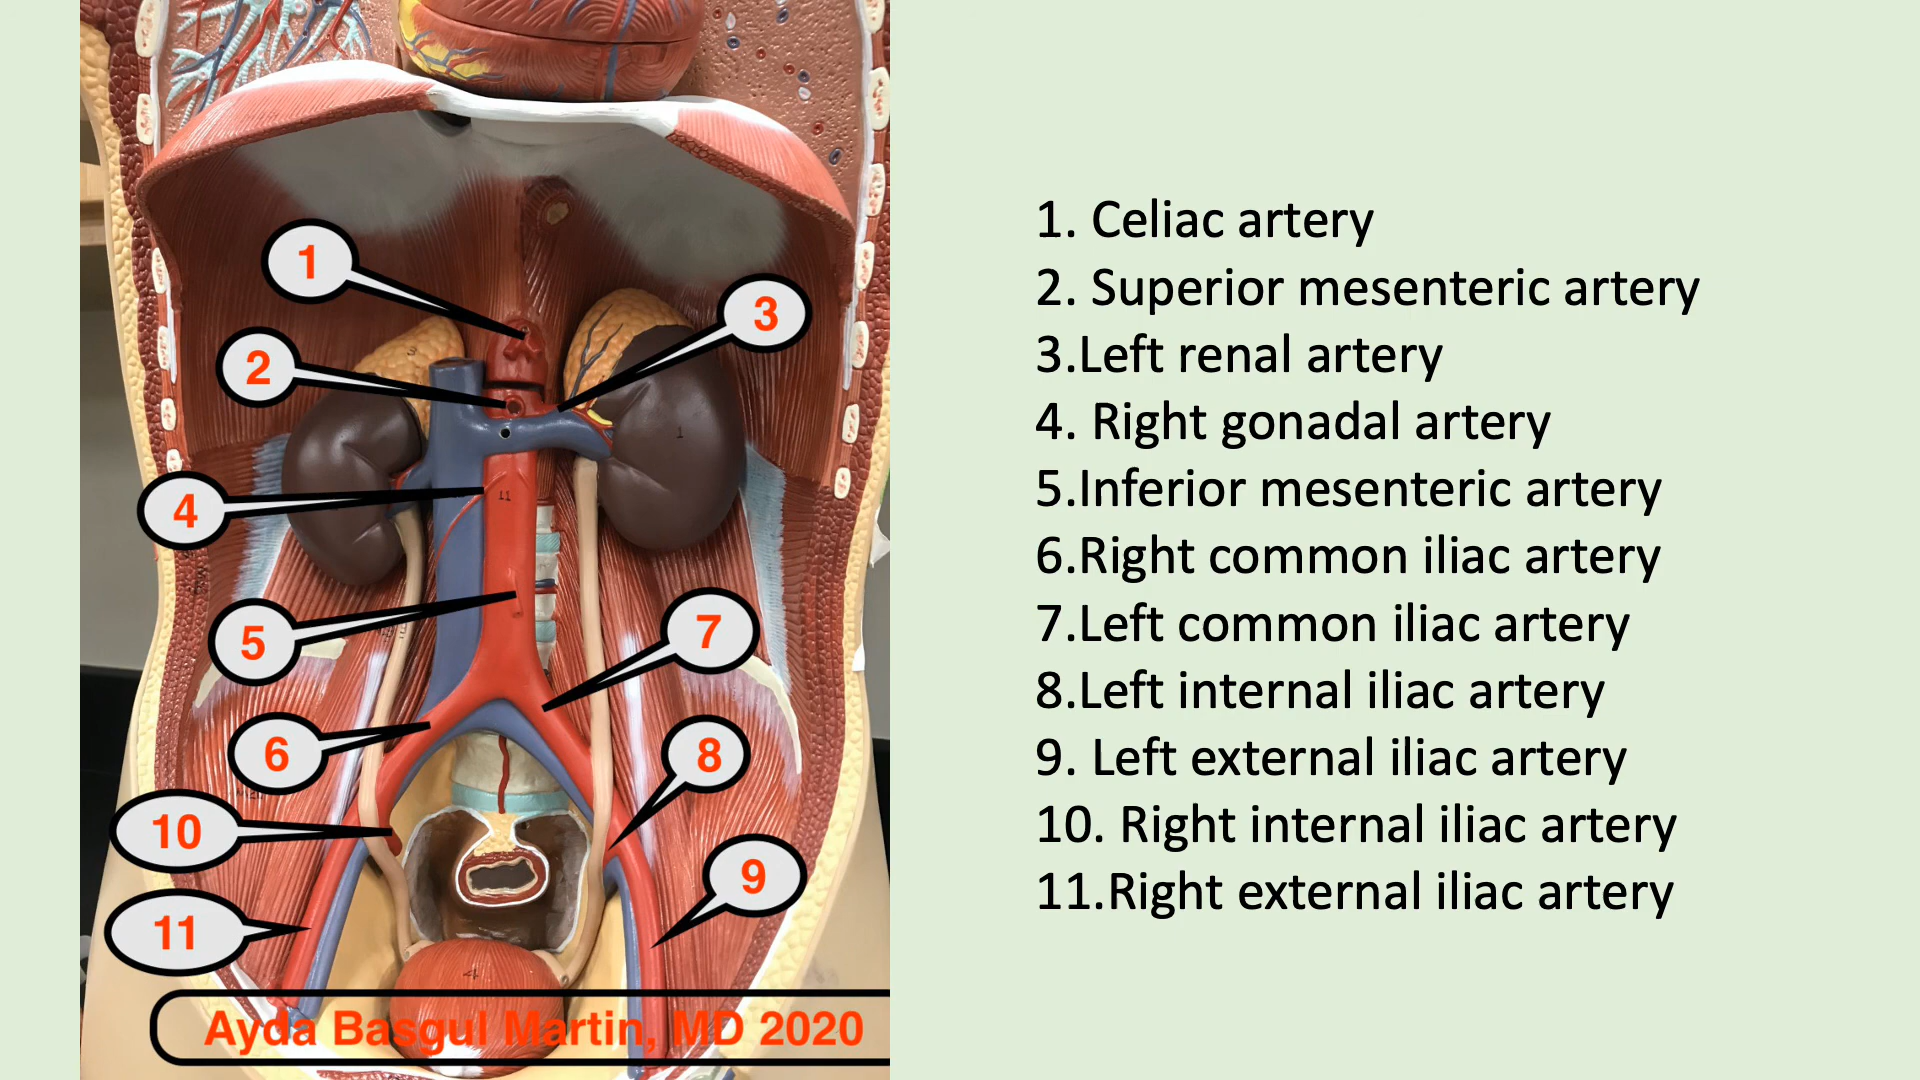 1
3
2
4
5
7
6
8
10
9
11
Ayda Basgul Martin, MD 2020
1. Celiac artery
2. Superior mesenteric artery
3.Left renal artery
4. Right gonadal artery
5.Inferior mesenteric artery
6.Right common iliac artery
7.Left common iliac artery
8.Left internal iliac artery
9. Left external iliac artery
10. Right internal iliac artery
11.Right external iliac artery
1
11